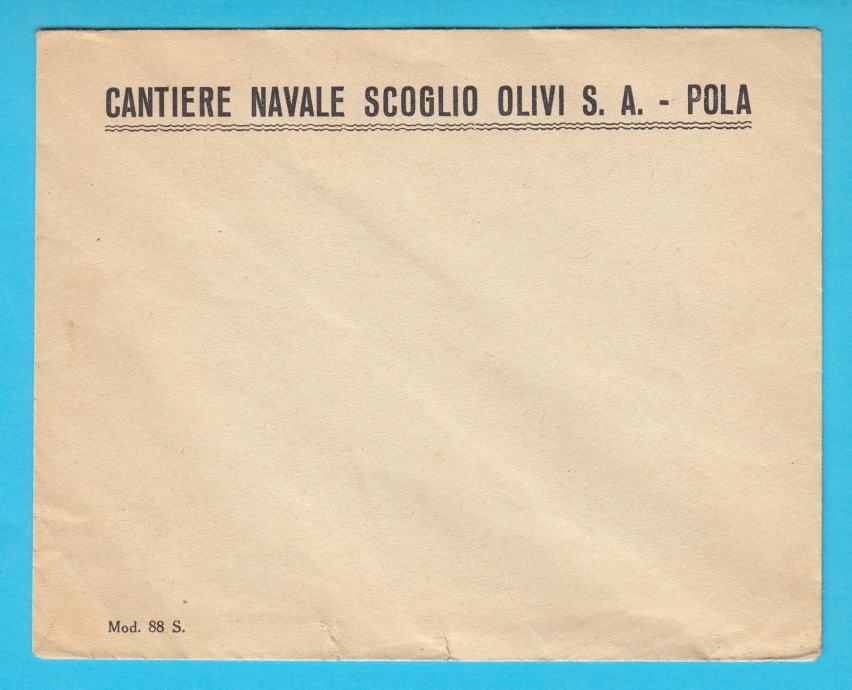 CANTIERE NAVALE SCOGLIO OLIVI S. A. - POLA
Mod. 88 S.